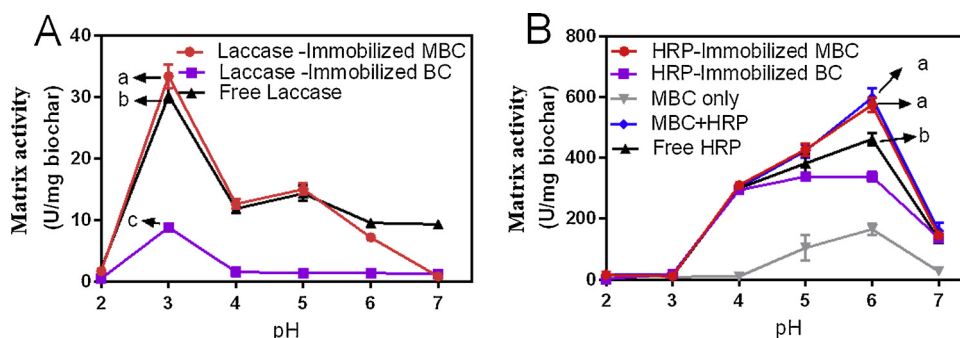 A
Matrix activity
(U/mg biochar)
40
30
20
10
0
2
3
4
5
6
7
pH
Laccase -Immobilized MBC
Laccase -Immobilized BC
Free Laccase
a
b
c
B
Matrix activity
(U/mg biochar)
800
600
400
200
0
2
3
4
5
6
7
pH
HRP-Immobilized MBC
HRP-Immobilized BC
MBC only
MBC+HRP
Free HRP
a
a
b